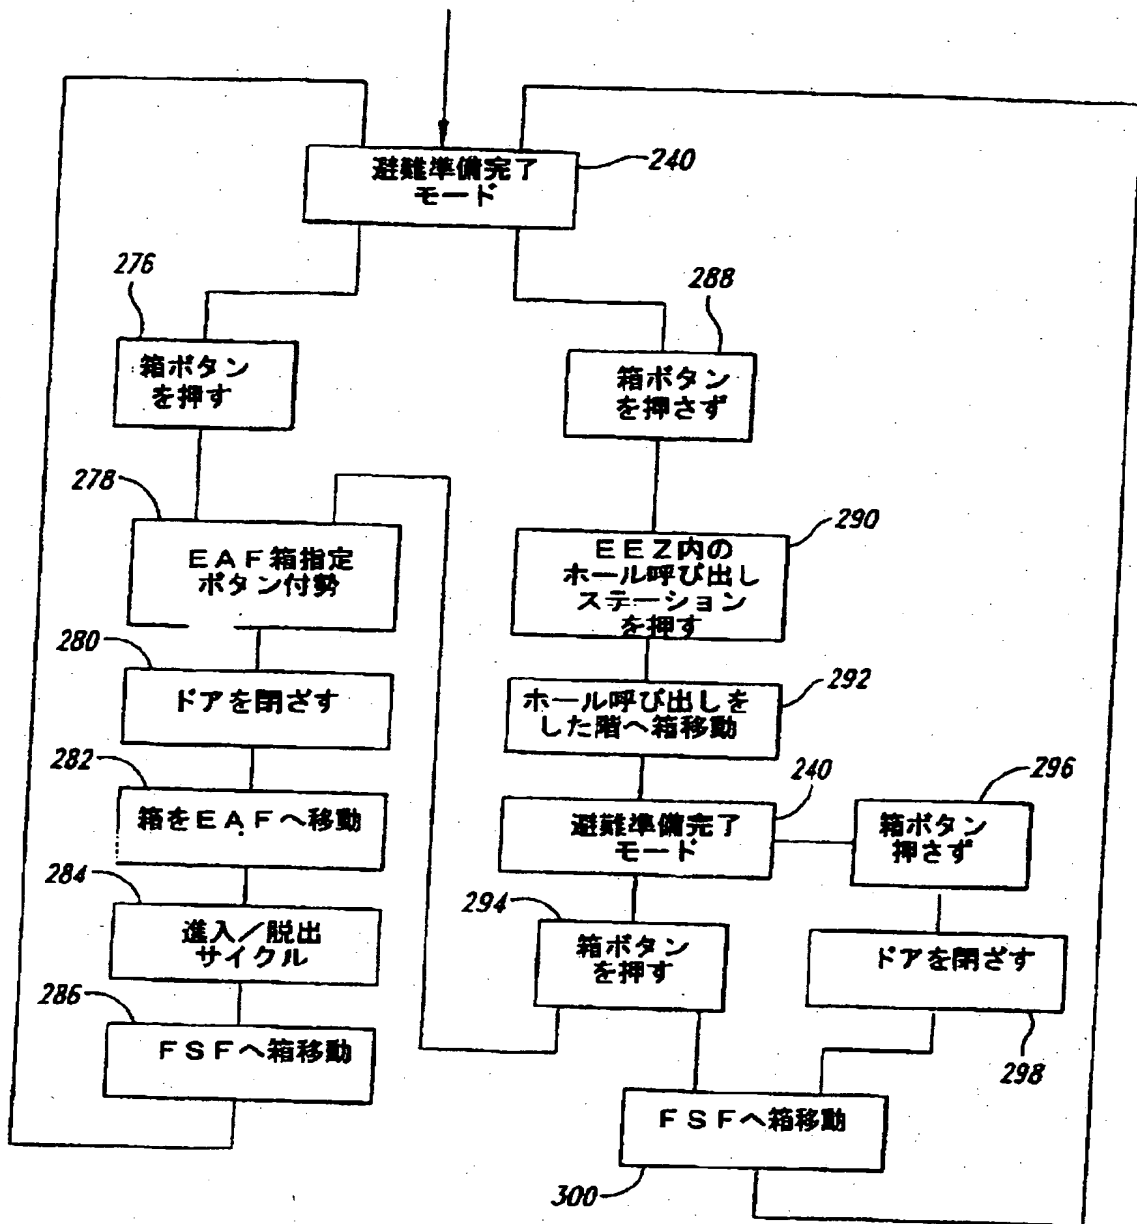 避難準備完了
モード
240
276
288
箱ボタン
を押す
箱ボタン
を押さず
278
290
EAF箱指定
ボタン付勢
EEZ内の
ホール呼び出し
ステーション
を押す
280
292
ドアを閉ざす
ホール呼び出しを
した階へ箱移動
282
240
296
箱をEAFへ移動
避難準備完了
モード
箱ボタン
押さず
284
294
進入/脱出
サイクル
箱ボタン
を押す
ドアを閉ざす
286
298
FSFへ箱移動
FSFへ箱移動
300